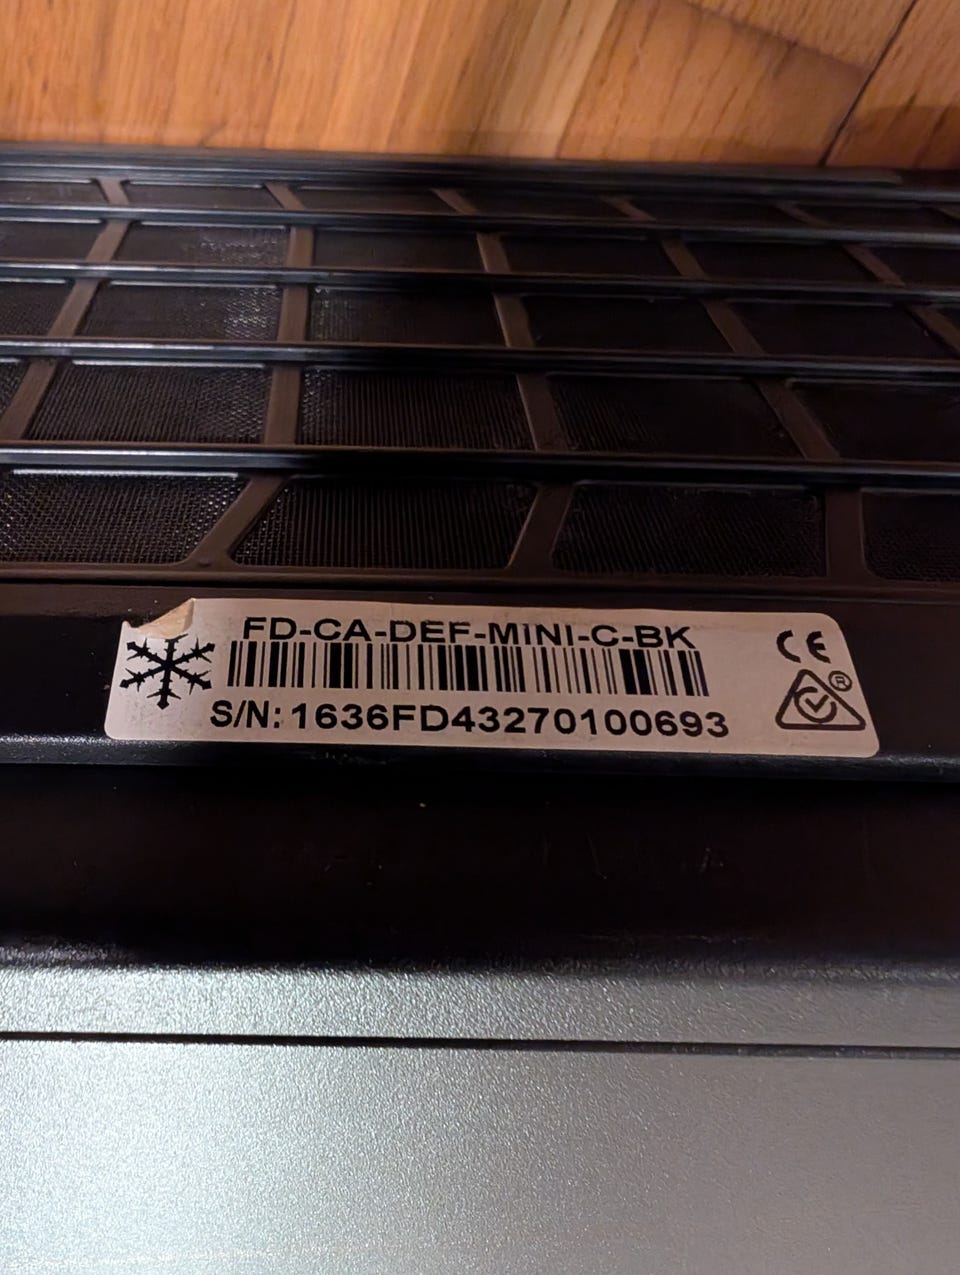 FD-CA-DEF-MINI-C-BK
CE
S/N: 1636FD43270100693
®